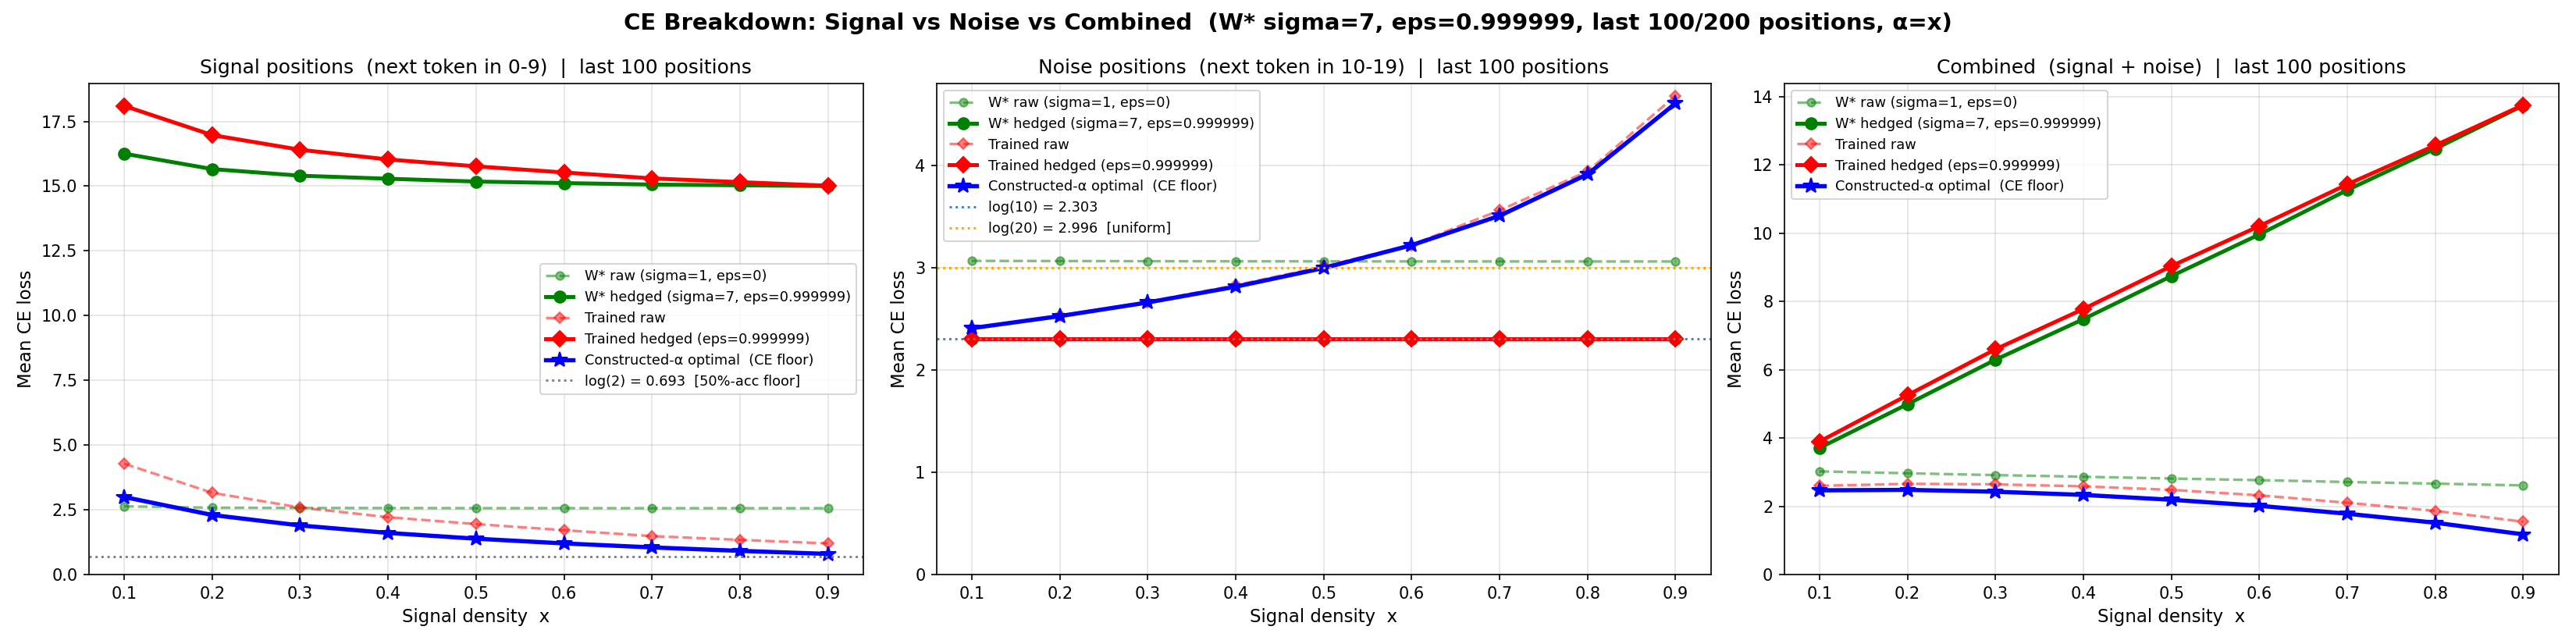 CE Breakdown: Signal vs Noise vs Combined  (W* sigma=7, eps=0.999999, last 100/200 positions, α=x)
Signal positions  (next token in 0-9)  |  last 100 positions
Mean CE loss
17.5
15.0
12.5
10.0
7.5
5.0
2.5
0.0
W* raw (sigma=1, eps=0)
W* hedged (sigma=7, eps=0.999999)
Trained raw
Trained hedged (eps=0.999999)
Constructed-α optimal  (CE floor)
log(2) = 0.693  [50%-acc floor]
0.1 0.2 0.3 0.4 0.5 0.6 0.7 0.8 0.9
Signal density  x
Noise positions  (next token in 10-19)  |  last 100 positions
Mean CE loss
4
3
2
1
0
W* raw (sigma=1, eps=0)
W* hedged (sigma=7, eps=0.999999)
Trained raw
Trained hedged (eps=0.999999)
Constructed-α optimal  (CE floor)
log(10) = 2.303
log(20) = 2.996  [uniform]
0.1 0.2 0.3 0.4 0.5 0.6 0.7 0.8 0.9
Signal density  x
Combined  (signal + noise)  |  last 100 positions
Mean CE loss
14
12
10
8
6
4
2
0
W* raw (sigma=1, eps=0)
W* hedged (sigma=7, eps=0.999999)
Trained raw
Trained hedged (eps=0.999999)
Constructed-α optimal  (CE floor)
0.1 0.2 0.3 0.4 0.5 0.6 0.7 0.8 0.9
Signal density  x